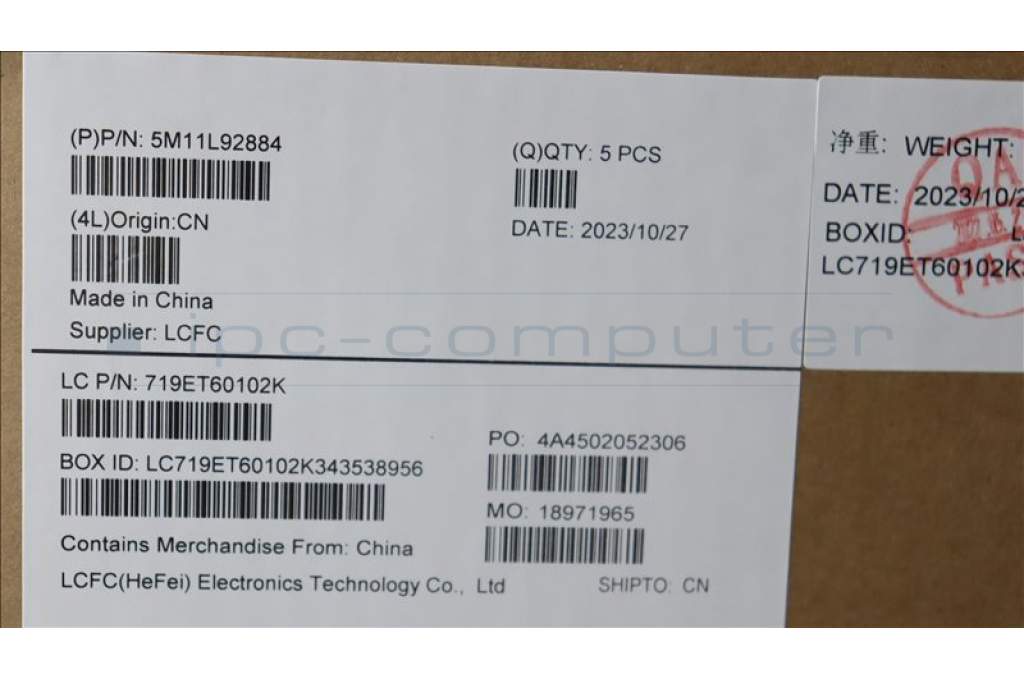 (P)P/N: 5M11L92884
(4L)Origin:CN
Made in China
Supplier: LCFC
(Q)QTY: 5 PCS
DATE: 2023/10/27
LC P/N: 719ET60102K
BOX ID: LC719ET60102K343538956
Contains Merchandise From: China
LCFC(HeFei) Electronics Technology Co., Ltd
PO: 4A4502052306
MO: 18971965
SHIPTO: CN
净重: WEIGHT:
DATE: 2023/10/2
BOXID:
LC719ET60102K
QA
ipc-computer